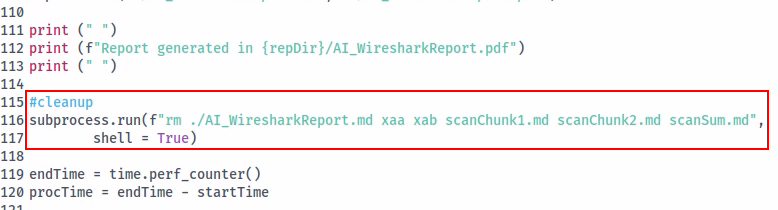 110
111 print (" ")
112 print (f"Report generated in {repDir}/AI_WiresharkReport.pdf")
113 print (" ")
114
115 #cleanup
116 subprocess.run(f"rm ./AI_WiresharkReport.md xaa xab scanChunk1.md scanChunk2.md scanSum.md",
117         shell = True)
118
119 endTime = time.perf_counter()
120 procTime = endTime - startTime